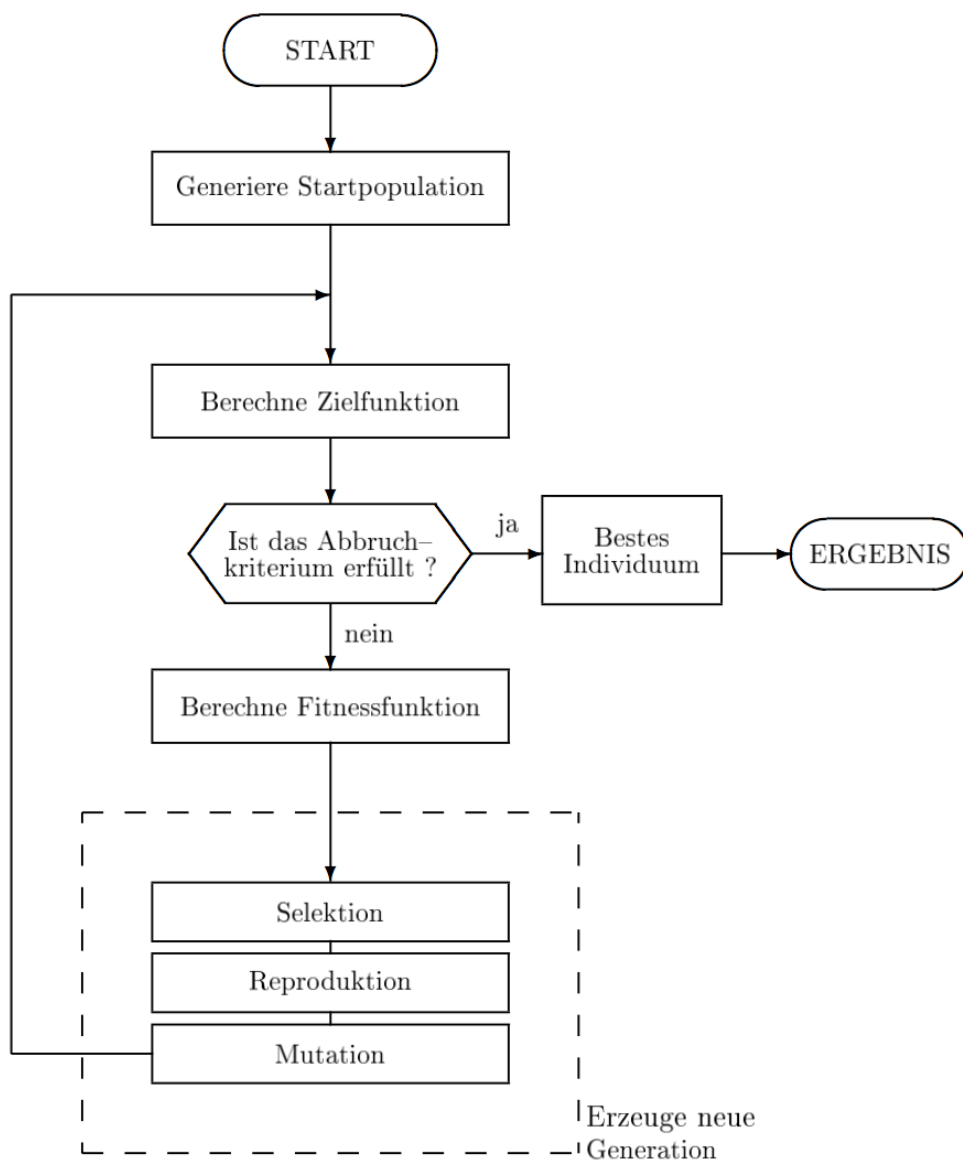 START
Generiere Startpopulation
Berechne Zielfunktion
Ist das Abbruch–
kriterium erfüllt ?
ja
Bestes
Individuum
ERGEBNIS
nein
Berechne Fitnessfunktion
Selektion
Reproduktion
Mutation
Erzeuge neue
Generation